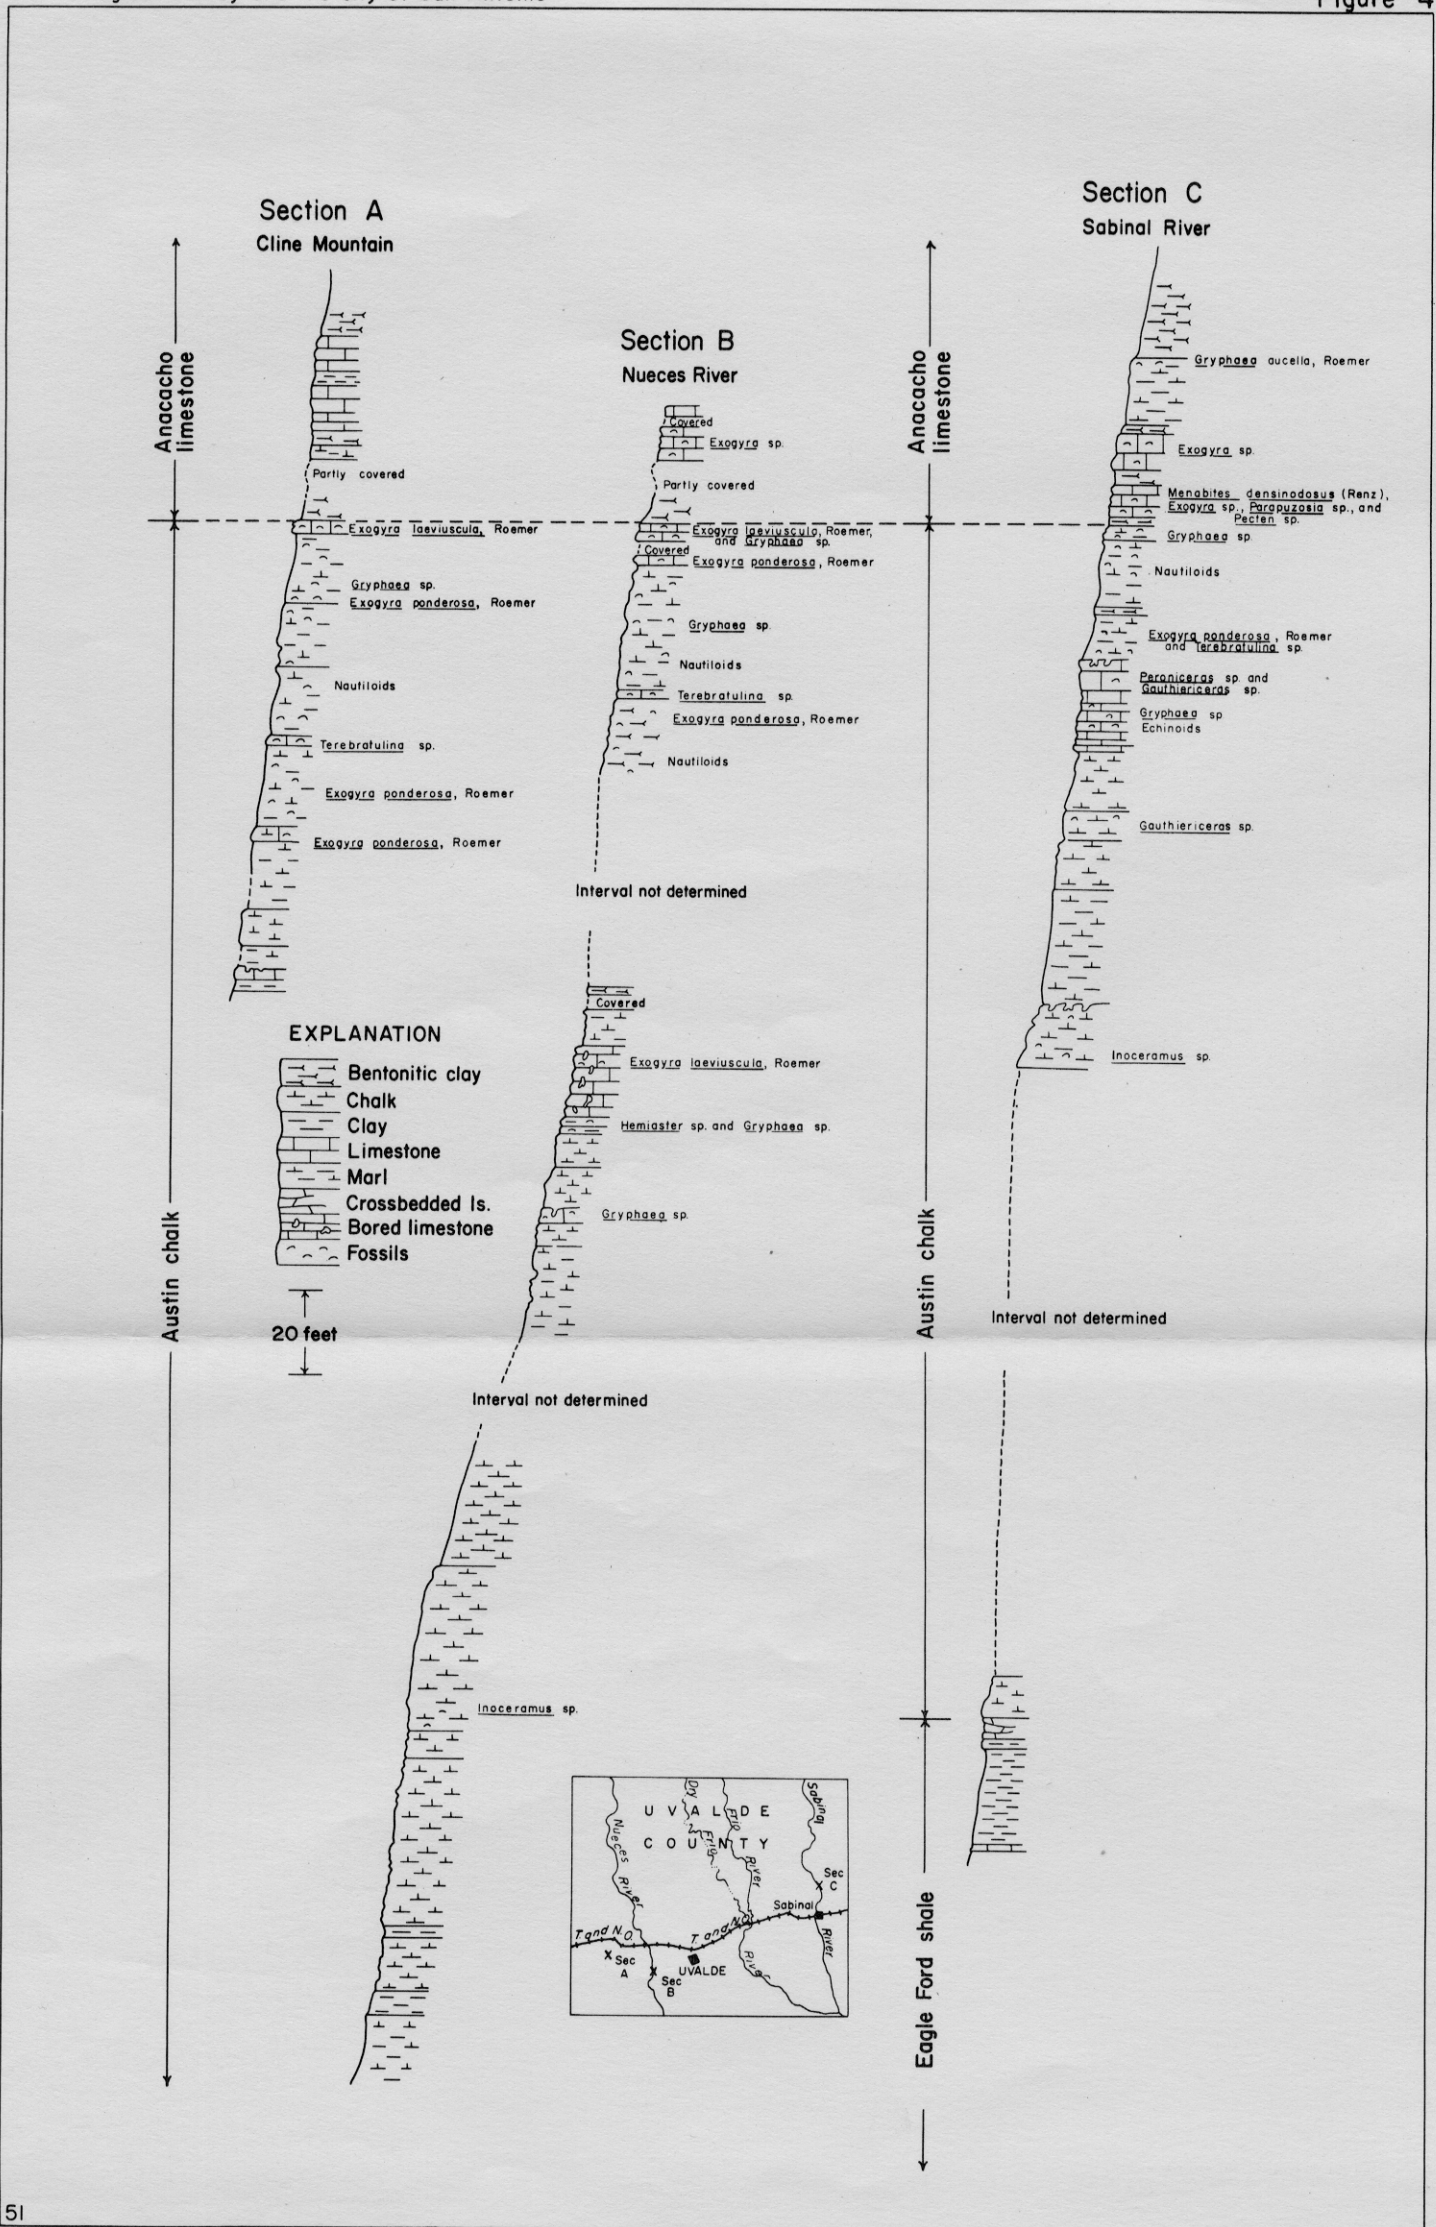 Figure 4
Section A
Cline Mountain
Anacacho
limestone
Partly covered
Exogyra laeviuscula, Roemer
Gryphaea sp.
Exogyra ponderosa, Roemer
Nautiloids
Terebratulina sp.
Exogyra ponderosa, Roemer
Exogyra ponderosa, Roemer
Austin chalk
Section B
Nueces River
Covered
Exogyra sp.
Partly covered
Exogyra laeviuscula, Roemer,
and Gryphaea sp.
Covered
Exogyra ponderosa, Roemer
Gryphaea sp.
Nautiloids
Terebratulina sp.
Exogyra ponderosa, Roemer
Nautiloids
Interval not determined
Covered
Exogyra laeviuscula, Roemer
Hemiaster sp. and Gryphaea sp.
Gryphaea sp.
Interval not determined
Inoceramus sp.
Section C
Sabinal River
Anacacho
limestone
Gryphaea aucella, Roemer
Exogyra sp.
Menabites densinodosus (Renz),
Exogyra sp., Parapuzosia sp., and
Pecten sp.
Gryphaea sp.
Nautiloids
Exogyra ponderosa, Roemer
and Terebratulina sp.
Peroniceras sp. and
Gauthiericeras sp.
Gryphaea sp
Echinoids
Gauthiericeras sp.
Inoceramus sp.
Interval not determined
Austin chalk
Eagle Ford shale
EXPLANATION
Bentonitic clay
Chalk
Clay
Limestone
Marl
Crossbedded ls.
Bored limestone
Fossils
20 feet
UVALDE
COUNTY
Nueces River
Dry Frio
Frio River
Sabinal
Sec
C
Sabinal
T. and N.O.
T. and N.O.
Sec
A
Sec
B
UVALDE
River
River
51